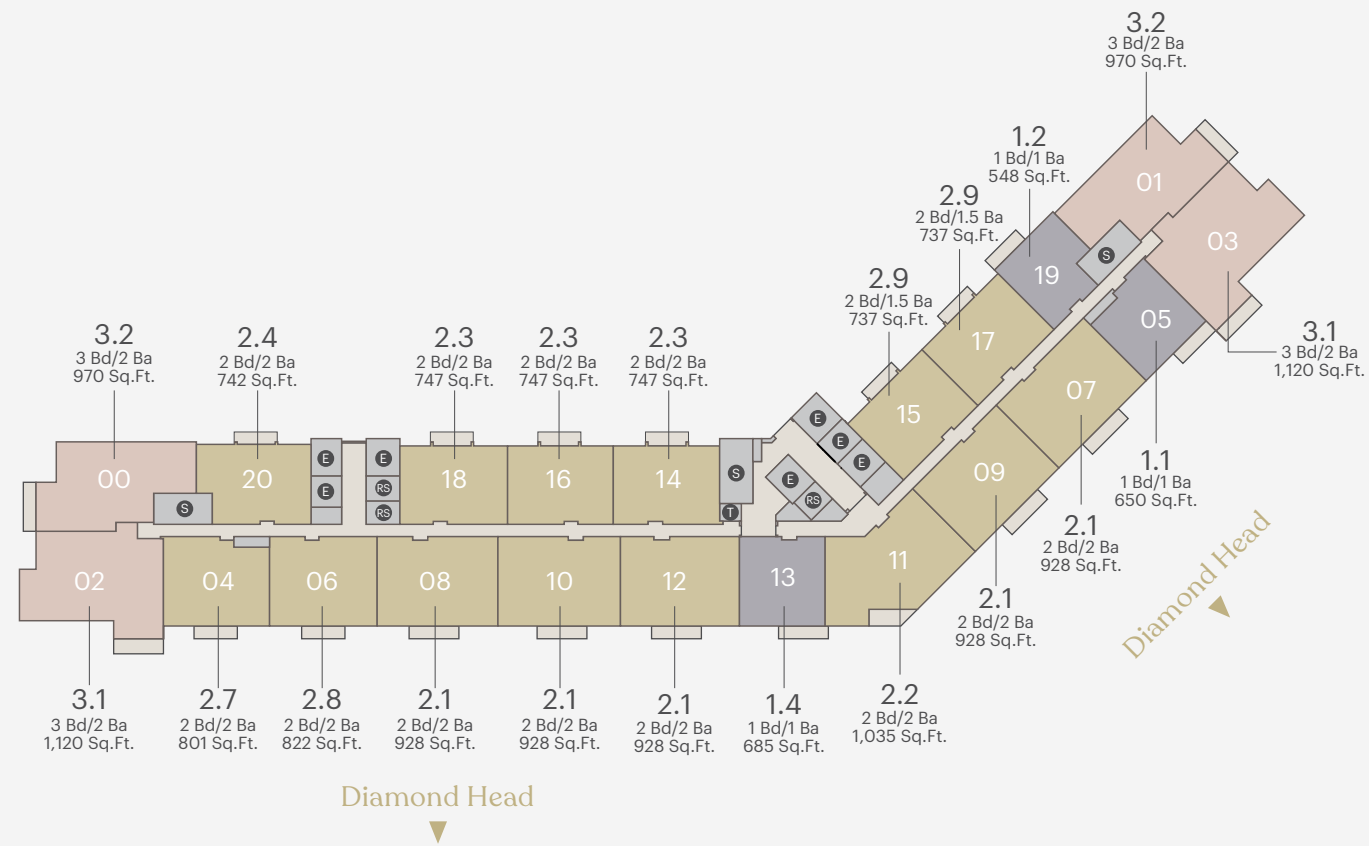 3.2
3 Bd/2 Ba
970 Sq.Ft.
1.2
1 Bd/1 Ba
548 Sq.Ft.
2.9
2 Bd/1.5 Ba
737 Sq.Ft.
2.9
2 Bd/1.5 Ba
737 Sq.Ft.
01
03
19
S
05
17
07
15
09
11
3.1
3 Bd/2 Ba
1,120 Sq.Ft.
3.2
3 Bd/2 Ba
970 Sq.Ft.
2.4
2 Bd/2 Ba
742 Sq.Ft.
2.3
2 Bd/2 Ba
747 Sq.Ft.
2.3
2 Bd/2 Ba
747 Sq.Ft.
2.3
2 Bd/2 Ba
747 Sq.Ft.
00
S
20
E
E
E
RS
RS
18
16
14
S
T
E
E
E
E
RS
02
04
06
08
10
12
13
1.1
1 Bd/1 Ba
650 Sq.Ft.
2.1
2 Bd/2 Ba
928 Sq.Ft.
2.1
2 Bd/2 Ba
928 Sq.Ft.
Diamond Head
3.1
3 Bd/2 Ba
1,120 Sq.Ft.
2.7
2 Bd/2 Ba
801 Sq.Ft.
2.8
2 Bd/2 Ba
822 Sq.Ft.
2.1
2 Bd/2 Ba
928 Sq.Ft.
2.1
2 Bd/2 Ba
928 Sq.Ft.
2.1
2 Bd/2 Ba
928 Sq.Ft.
1.4
1 Bd/1 Ba
685 Sq.Ft.
2.2
2 Bd/2 Ba
1,035 Sq.Ft.
Diamond Head